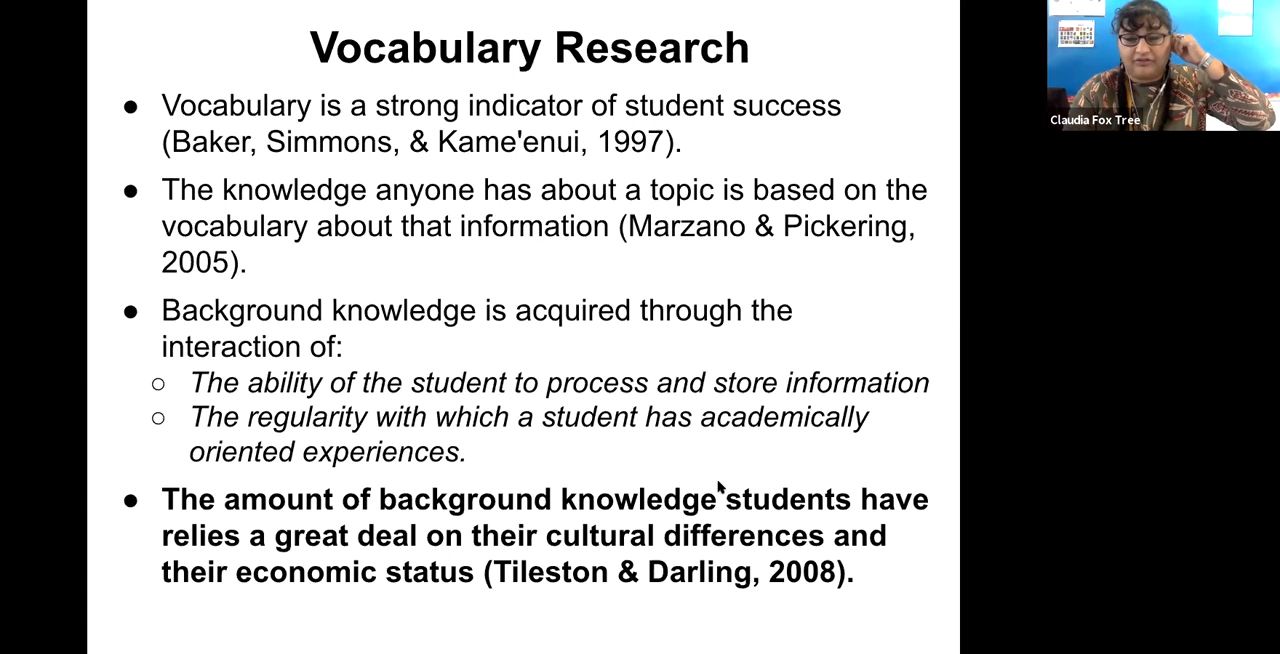 Vocabulary Research
● Vocabulary is a strong indicator of student success
(Baker, Simmons, & Kame'enui, 1997).
● The knowledge anyone has about a topic is based on the
vocabulary about that information (Marzano & Pickering,
2005).
● Background knowledge is acquired through the
interaction of:
○ The ability of the student to process and store information
○ The regularity with which a student has academically
oriented experiences.
● The amount of background knowledge students have
relies a great deal on their cultural differences and
their economic status (Tileston & Darling, 2008).
Claudia Fox Tree